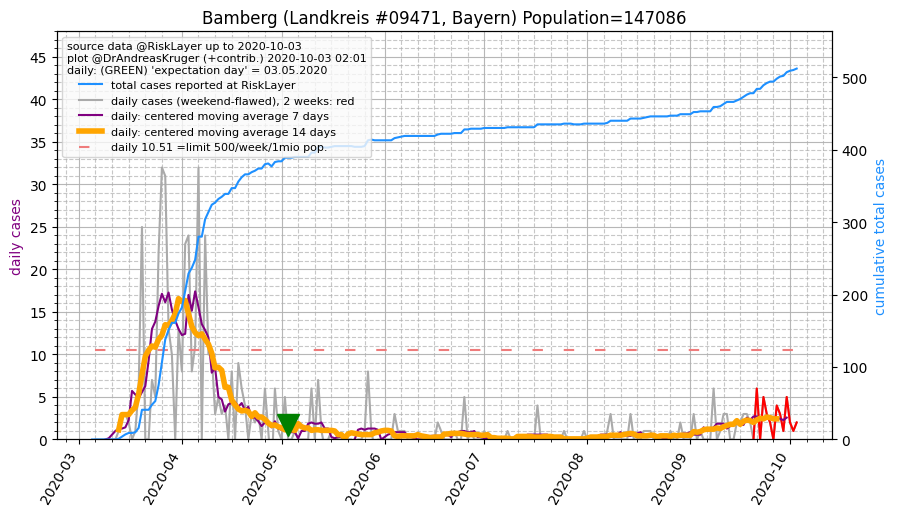 Bamberg (Landkreis #09471, Bayern) Population=147086
source data @RiskLayer up to 2020-10-03
plot @DrAndreasKruger (+contrib.) 2020-10-03 02:01
daily: (GREEN) 'expectation day' = 03.05.2020
total cases reported at RiskLayer
daily cases (weekend-flawed), 2 weeks: red
daily: centered moving average 7 days
daily: centered moving average 14 days
daily 10.51 =limit 500/week/1mio pop.
daily cases
45
40
35
30
25
20
15
10
5
0
500
400
300
200
100
0
cumulative total cases
2020-03
2020-04
2020-05
2020-06
2020-07
2020-08
2020-09
2020-10